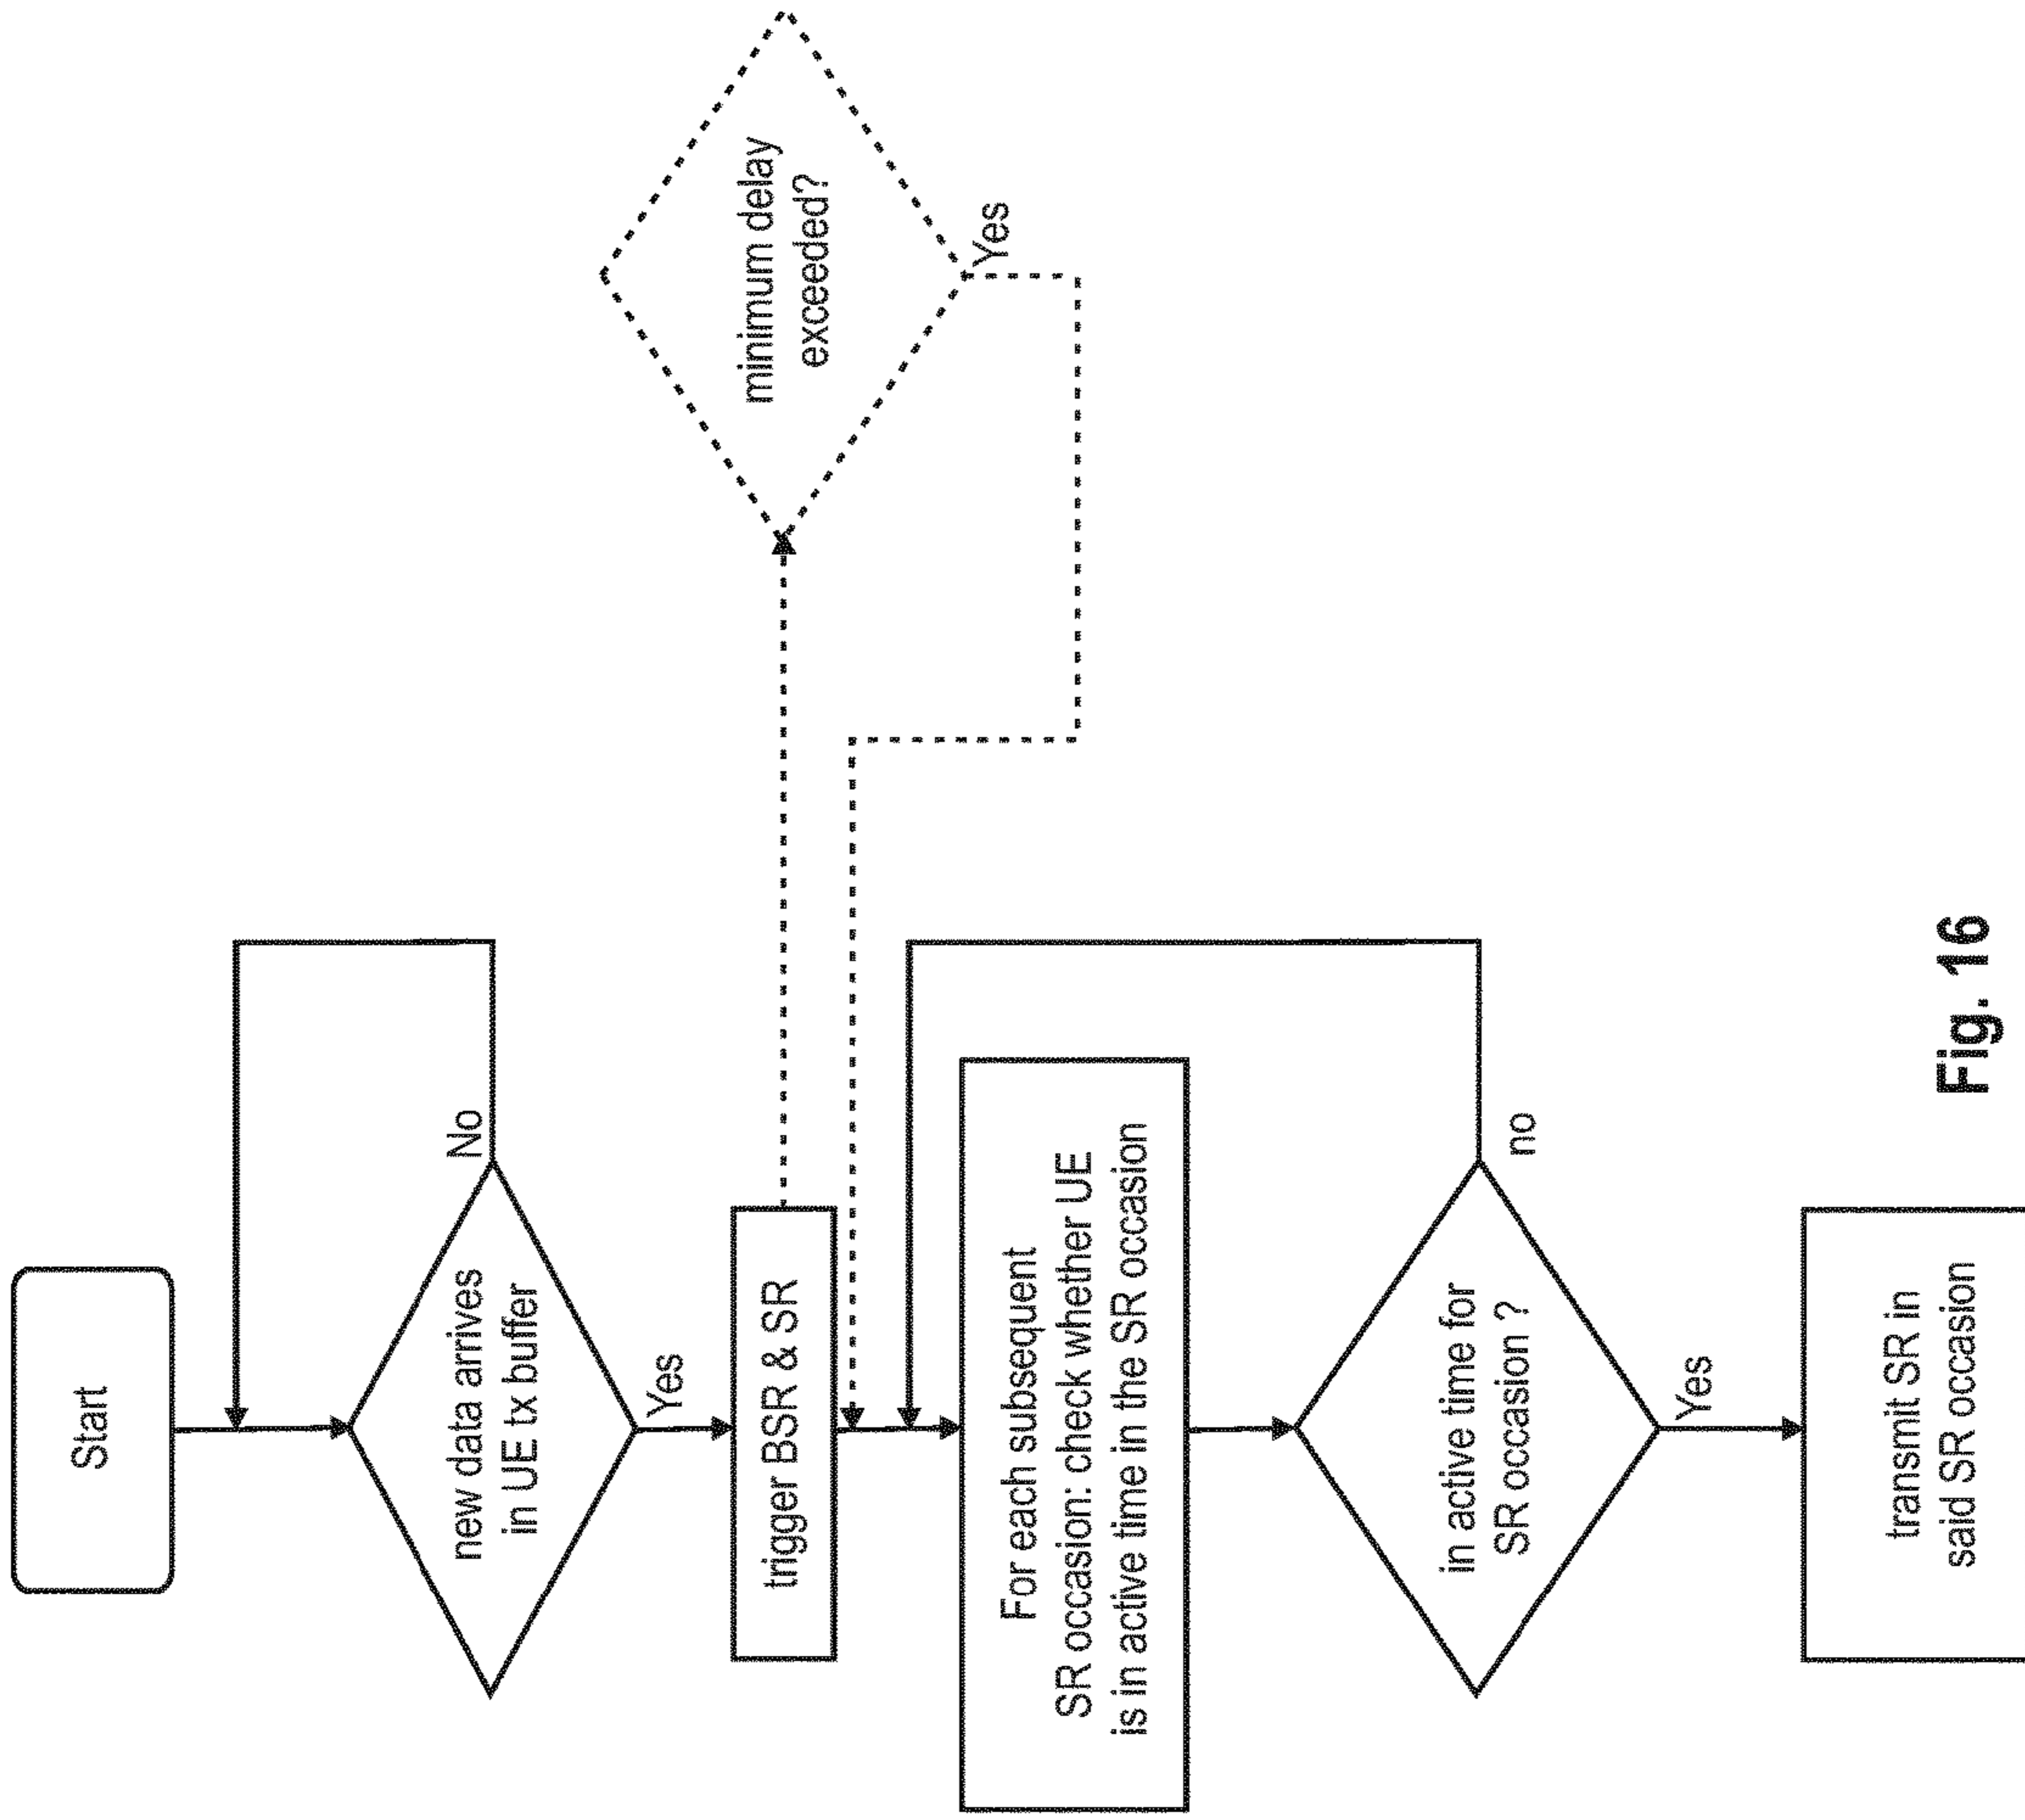 Start
new data arrives
in UE tx buffer
No
Yes
trigger BSR & SR
minimum delay
exceeded?
Yes
For each subsequent
SR occasion: check whether UE
is in active time in the SR occasion
in active time for
SR occasion ?
no
Yes
transmit SR in
said SR occasion
Fig. 16